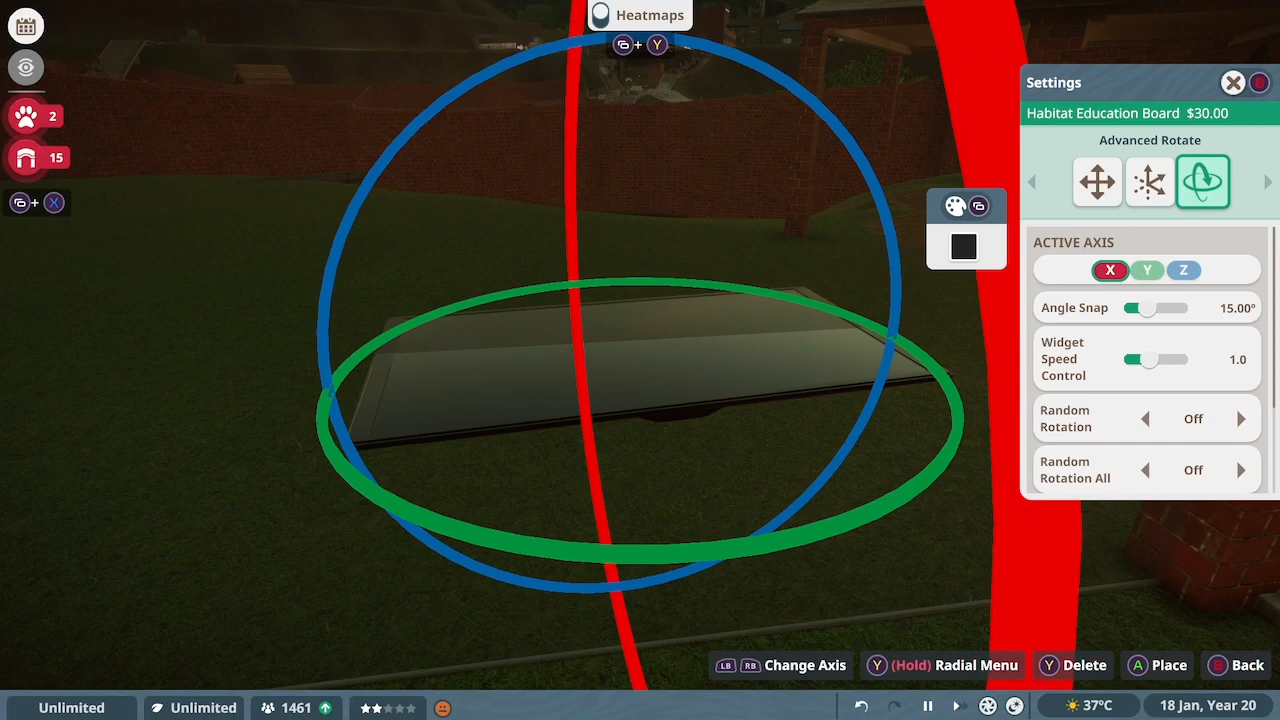 Heatmaps
+ Y
2
15
+ X
Settings
B
Habitat Education Board $30.00
Advanced Rotate
ACTIVE AXIS
X Y Z
Angle Snap 15.00°
Widget
Speed 1.0
Control
Random
Rotation Off
Random
Rotation All Off
LB RB Change Axis Y (Hold) Radial Menu Y Delete A Place B Back
Unlimited Unlimited 1461 37°C 18 Jan, Year 20